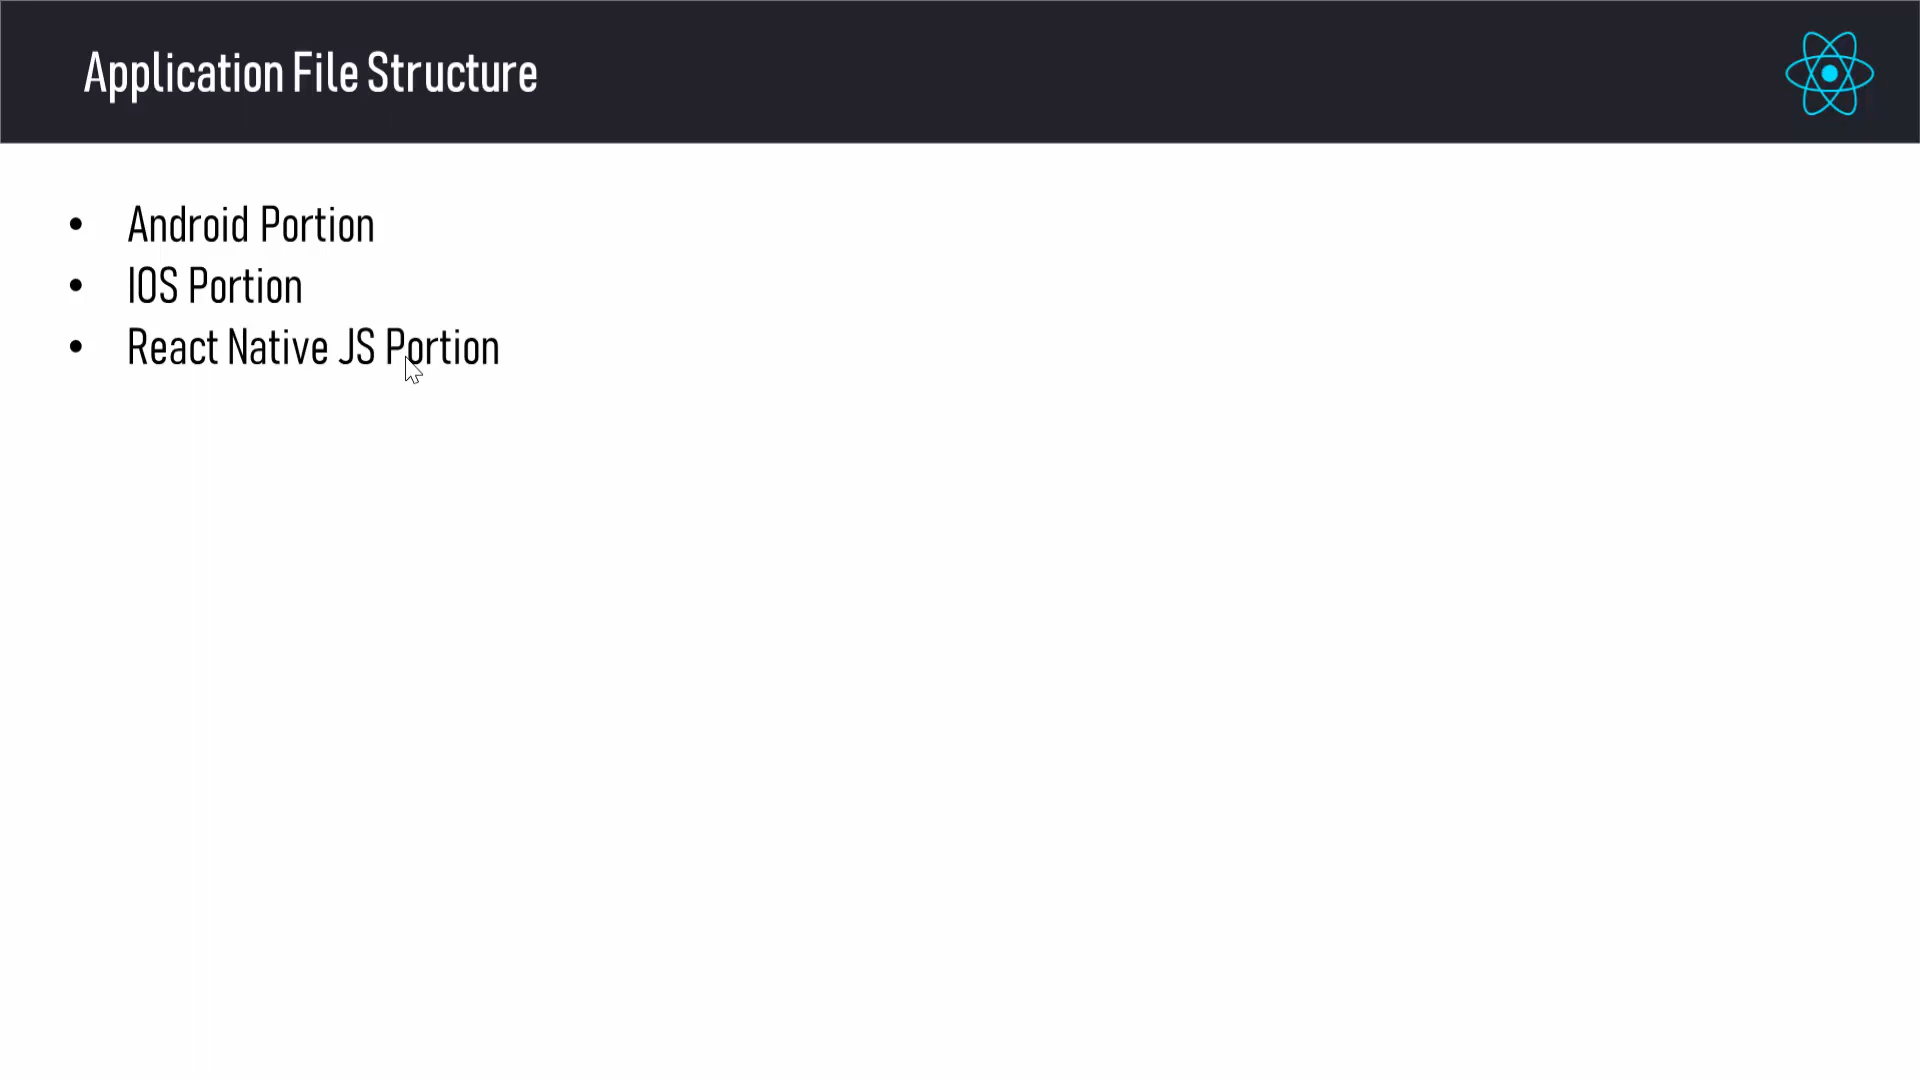 Application File Structure
• Android Portion
• IOS Portion
• React Native JS Portion